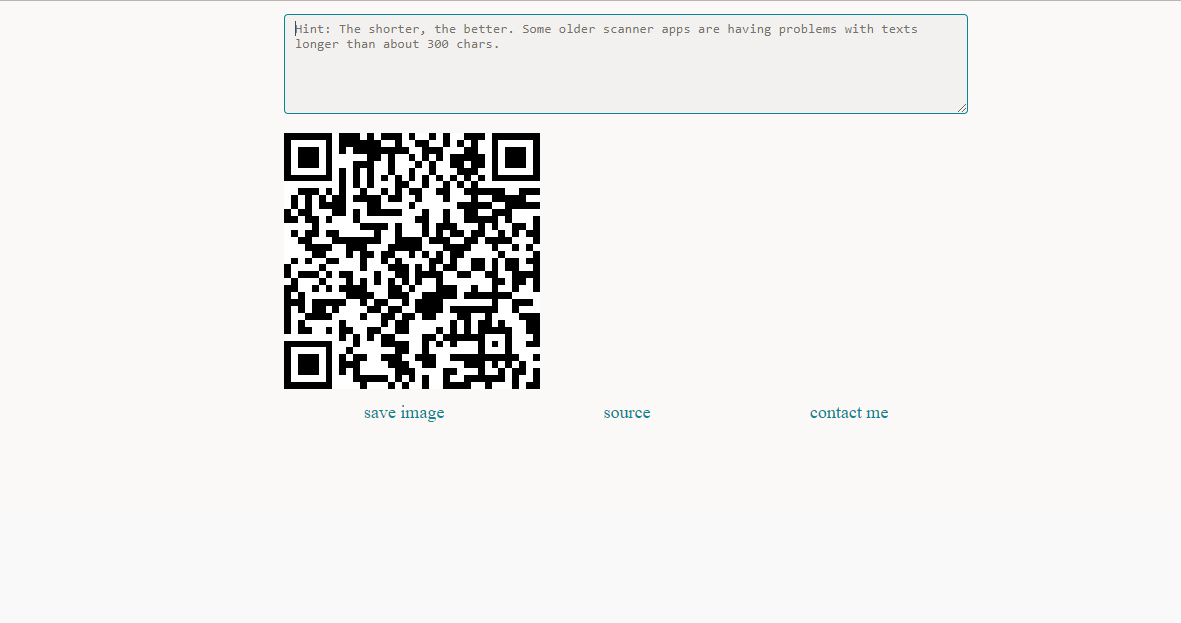 Hint: The shorter, the better. Some older scanner apps are having problems with texts
longer than about 300 chars.
save image
source
contact me